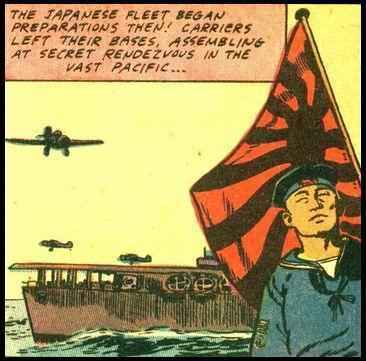 THE JAPANESE FLEET BEGAN
PREPARATIONS THEN! CARRIERS
LEFT THEIR BASES, ASSEMBLING
AT SECRET RENDEZVOUS IN THE
VAST PACIFIC...